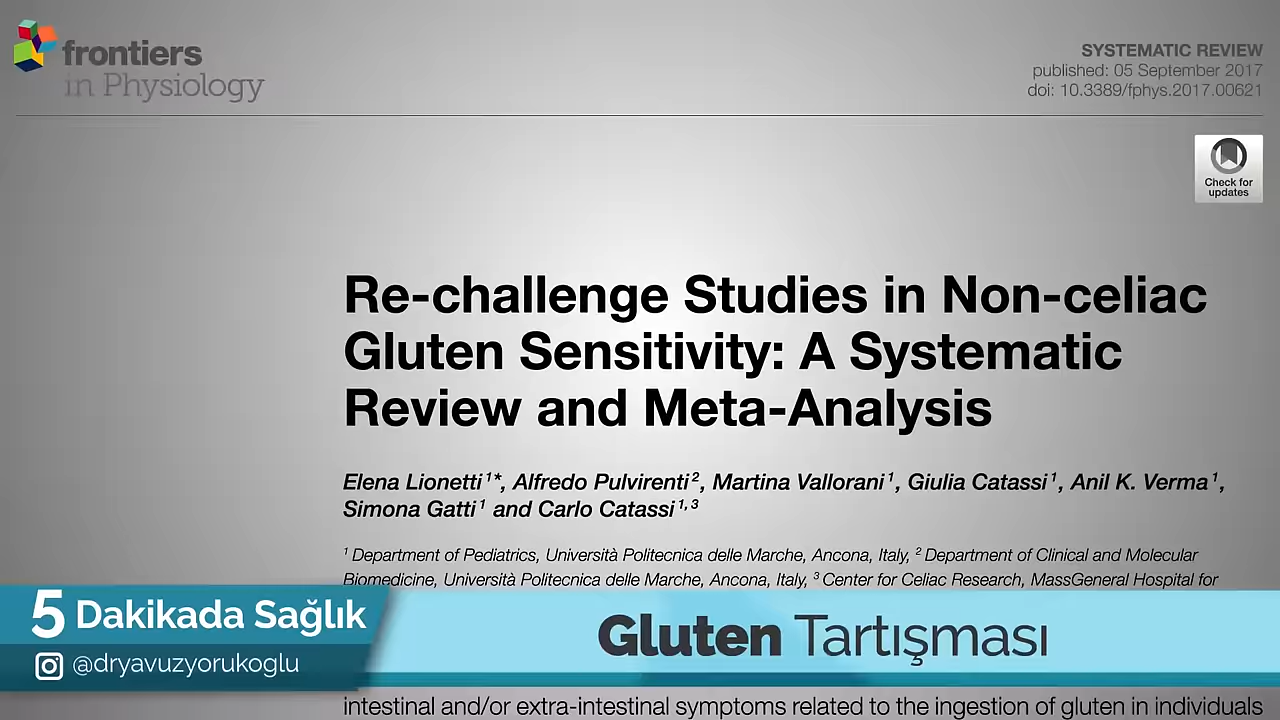 frontiers
in Physiology
SYSTEMATIC REVIEW
published: 05 September 2017
doi: 10.3389/fphys.2017.00621
Check for
updates
Re-challenge Studies in Non-celiac
Gluten Sensitivity: A Systematic
Review and Meta-Analysis
Elena Lionetti 1*, Alfredo Pulvirenti 2, Martina Vallorani 1, Giulia Catassi 1, Anil K. Verma 1,
Simona Gatti 1 and Carlo Catassi 1, 3
1 Department of Pediatrics, Università Politecnica delle Marche, Ancona, Italy, 2 Department of Clinical and Molecular
Biomedicine, Università Politecnica delle Marche, Ancona, Italy, 3 Center for Celiac Research, MassGeneral Hospital for
5 Dakikada Sağlık
@dryavuzyorukoglu
Gluten Tartışması
intestinal and/or extra-intestinal symptoms related to the ingestion of gluten in individuals